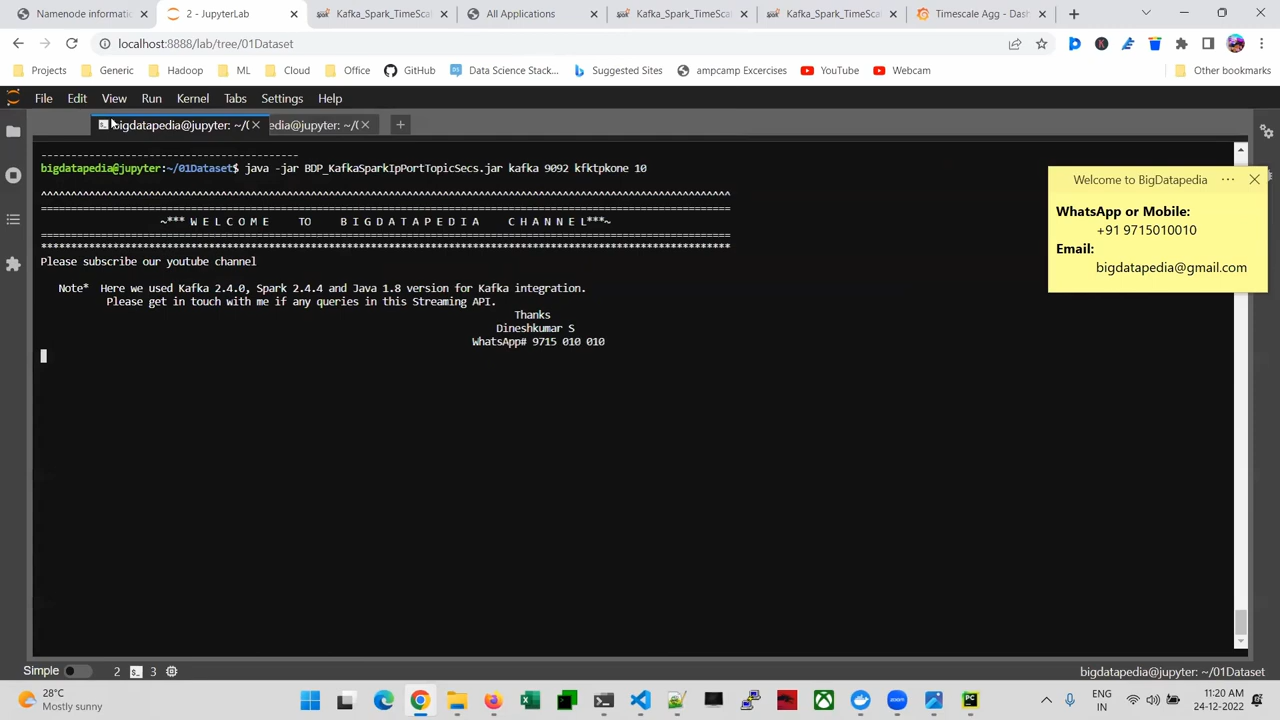 Namenode informati
2 - JupyterLab
Kafka_Spark_TimeScal
All Applications
Kafka_Spark_TimeScal
Kafka_Spark_TimeScal
Timescale Agg - Dash
localhost:8888/lab/tree/01Dataset
Projects
Generic
Hadoop
ML
Cloud
Office
GitHub
Data Science Stack...
Suggested Sites
ampcamp Excercises
YouTube
Webcam
Other bookmarks
File Edit View Run Kernel Tabs Settings Help
bigdatapedia@jupyter: ~/(
edia@jupyter: ~/(
---------------------------------------------
bigdatapedia@jupyter:~/01Dataset$ java -jar BDP_KafkaSparkIpPortTopicSecs.jar kafka 9092 kfktpkone 10
~*** W E L C O M E TO B I G D A T A P E D I A C H A N N E L***~
Please subscribe our youtube channel
Note* Here we used Kafka 2.4.0, Spark 2.4.4 and Java 1.8 version for Kafka integration.
Please get in touch with me if any queries in this Streaming API.
Thanks
Dineshkumar S
WhatsApp# 9715 010 010
Welcome to BigDatapedia
WhatsApp or Mobile:
+91 9715010010
Email:
bigdatapedia@gmail.com
Simple
2
3
bigdatapedia@jupyter: ~/01Dataset
28°C
Mostly sunny
ENG
IN
11:20 AM
24-12-2022